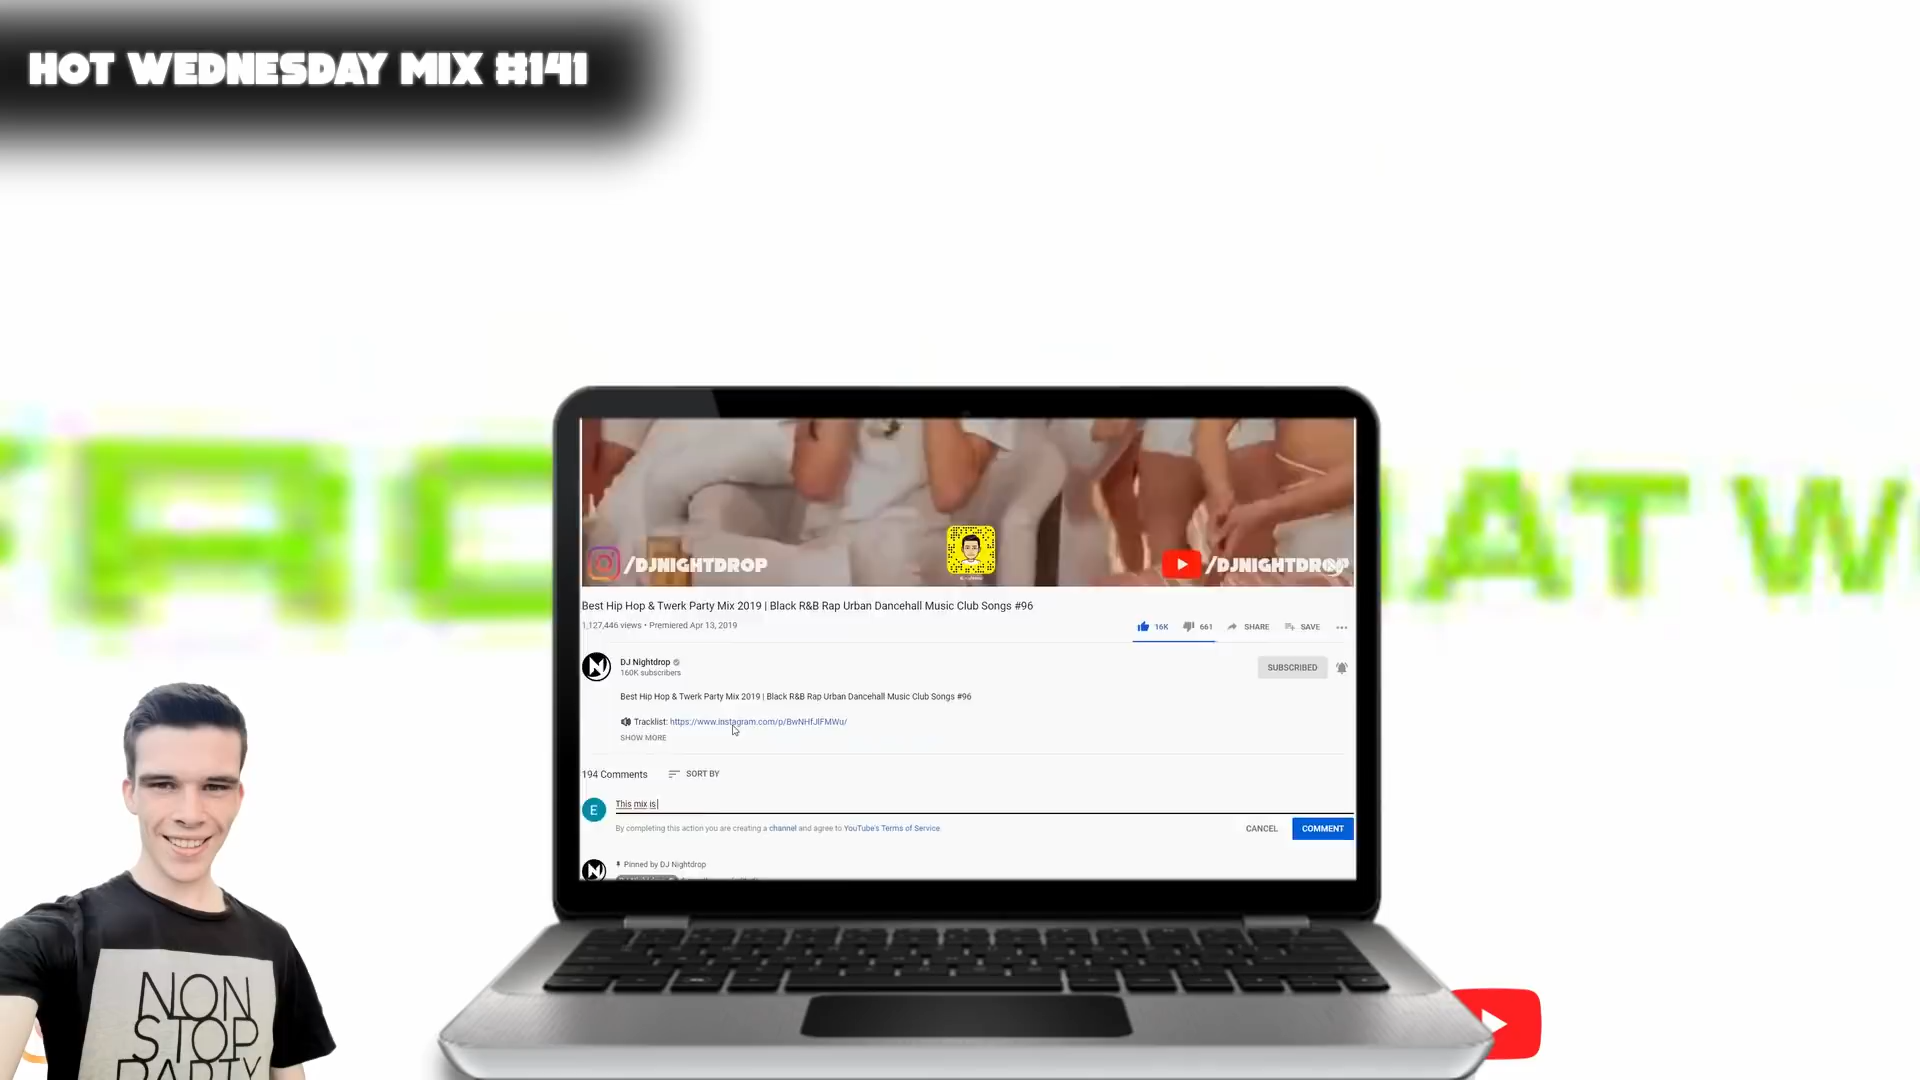 HOT WEDNESDAY MIX #141
AT W
/DJNIGHTDROP
/DJNIGHTDROP
Best Hip Hop & Twerk Party Mix 2019 | Black R&B Rap Urban Dancehall Music Club Songs #96
1,127,446 views • Premiered Apr 13, 2019
16K 661 SHARE SAVE
DJ Nightdrop
160K subscribers
SUBSCRIBED
Best Hip Hop & Twerk Party Mix 2019 | Black R&B Rap Urban Dancehall Music Club Songs #96
Tracklist: https://www.instagram.com/p/BwNHfJlFMWu/
SHOW MORE
194 Comments SORT BY
E
This mix is
By completing this action you are creating a channel and agree to YouTube's Terms of Service.
CANCEL COMMENT
Pinned by DJ Nightdrop
NON
STOP
PARTY